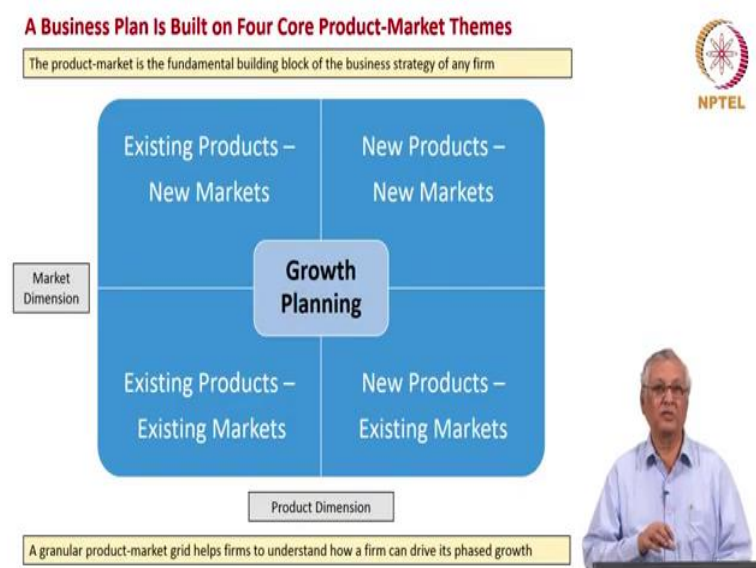 A Business Plan Is Built on Four Core Product-Market Themes
The product-market is the fundamental building block of the business strategy of any firm
NPTEL
Existing Products –
New Markets
New Products –
New Markets
Growth
Planning
Market
Dimension
Existing Products –
Existing Markets
New Products –
Existing Markets
Product Dimension
A granular product-market grid helps firms to understand how a firm can drive its phased growth